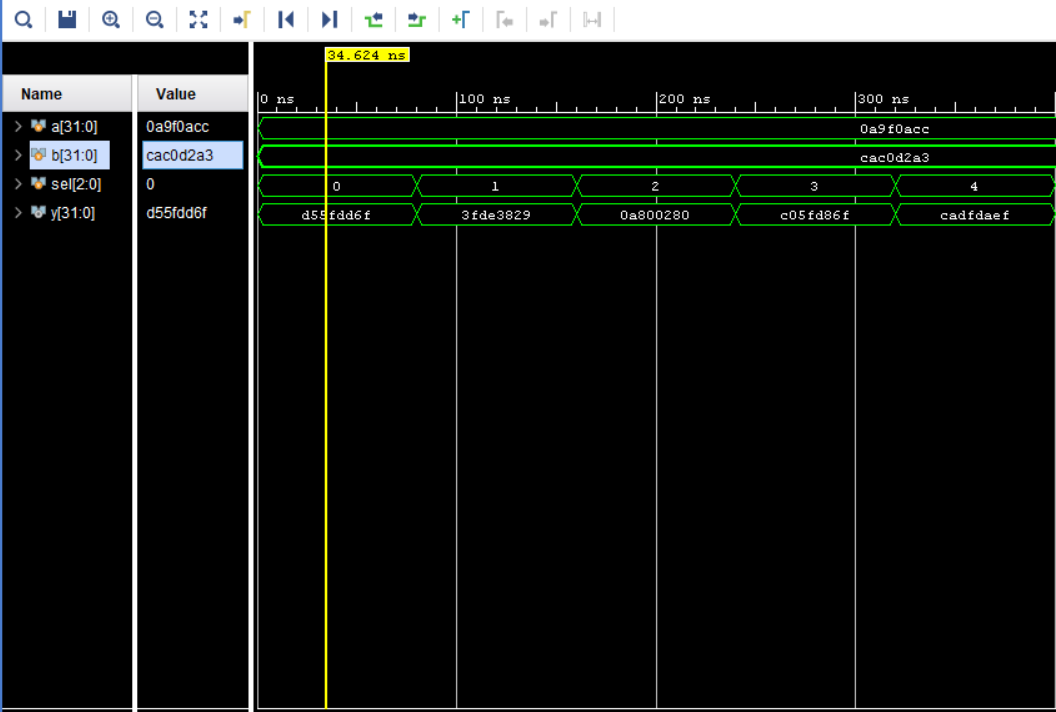 34.624 ns
Name Value
0 ns 100 ns 200 ns 300 ns
a[31:0] 0a9f0acc 0a9f0acc
b[31:0] cac0d2a3 cac0d2a3
sel[2:0] 0 0 1 2 3 4
y[31:0] d55fdd6f d55fdd6f 3fde3829 0a800280 c05fd86f cadfdaef